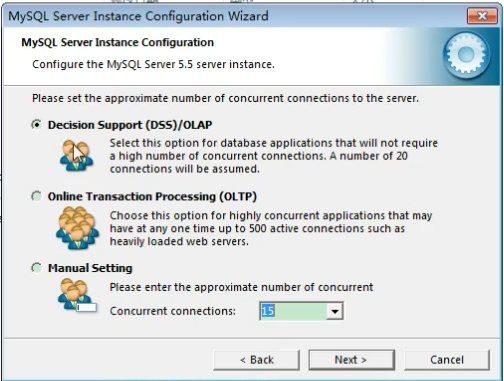 MySQL Server Instance Configuration Wizard
MySQL Server Instance Configuration
Configure the MySQL Server 5.5 server instance.
Please set the approximate number of concurrent connections to the server.
Decision Support (DSS)/OLAP
Select this option for database applications that will not require
a high number of concurrent connections. A number of 20
connections will be assumed.
Online Transaction Processing (OLTP)
Choose this option for highly concurrent applications that may
have at any one time up to 500 active connections such as
heavily loaded web servers.
Manual Setting
Please enter the approximate number of concurrent
Concurrent connections: 15
< Back Next > Cancel